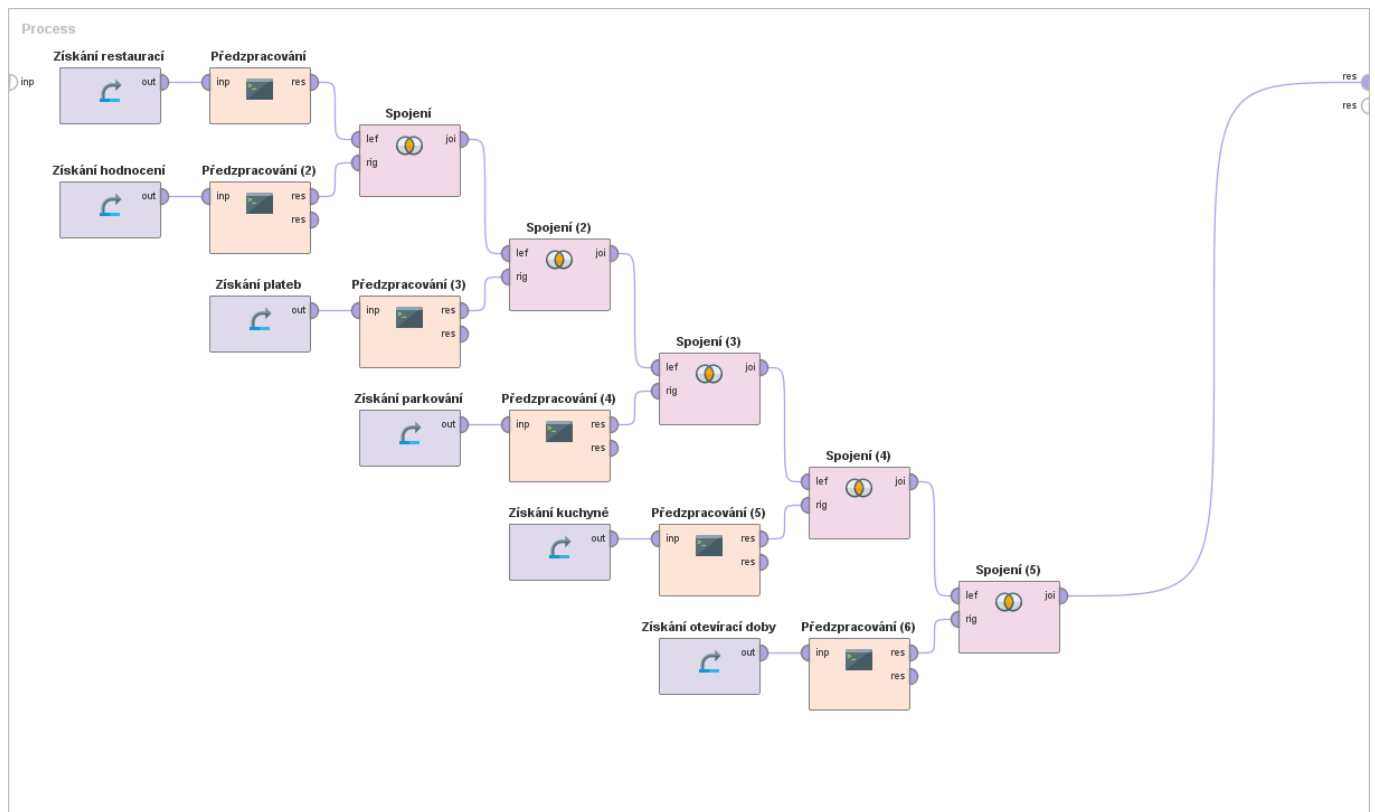 Process
Získání restaurací
Předzpracování
inp
out
inp
res
res
res
Spojení
lef
joi
rig
Získání hodnocení
Předzpracování (2)
out
inp
res
res
Spojení (2)
lef
joi
rig
Získání plateb
Předzpracování (3)
out
inp
res
res
Spojení (3)
lef
joi
rig
Získání parkování
Předzpracování (4)
out
inp
res
res
Spojení (4)
lef
joi
rig
Získání kuchyně
Předzpracování (5)
out
inp
res
res
Spojení (5)
lef
joi
rig
Získání otevírací doby
Předzpracování (6)
out
inp
res
res